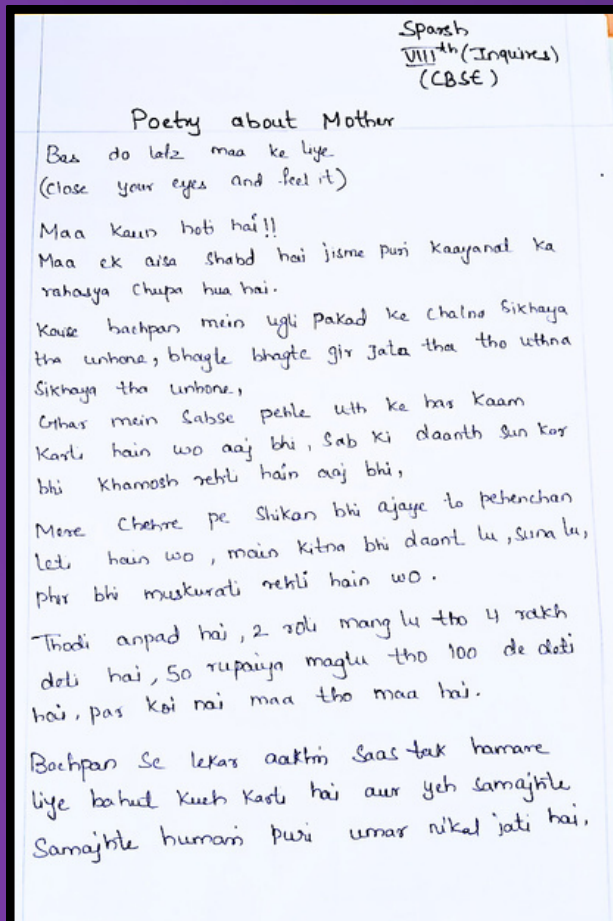 Sparsh
VIIIth (Inquires)
(CBSE)
Poetry about Mother
Bas do lafz maa ke liye
(Close your eyes and feel it)
Maa kaun hoti hai!!
Maa ek aisa shabd hai jisme puri kaayanat ka
rahasya chupa hua hai.
Kaise bachpan mein ugli pakad ke chalna sikhaya
tha unhone, bhagte bhagte gir Jata tha tho uthna
Sikhaya tha unhone,
Ghar mein Sabse pehle uth ke har kaam
Karti hain wo aaj bhi, Sab ki daanth sun kar
bhi khamosh rehti hain aaj bhi,
Mere Chehre pe Shikan bhi ajaye to pehenchan
leti hain wo, main kitna bhi daant lu, suna lu,
phir bhi muskurati rehti hain wo.
Thodi anpad hai, 2 roti mang lu tho 4 rakh
deti hai, 50 rupaiya maglu tho 100 de deti
hai, par koi nai maa tho maa hai.
Bachpan Se lekar aakhri Saas tak hamare
liye bahut kuch karti hai aur yeh samajhte
Samajhte humari puri umar nikal jati hai.